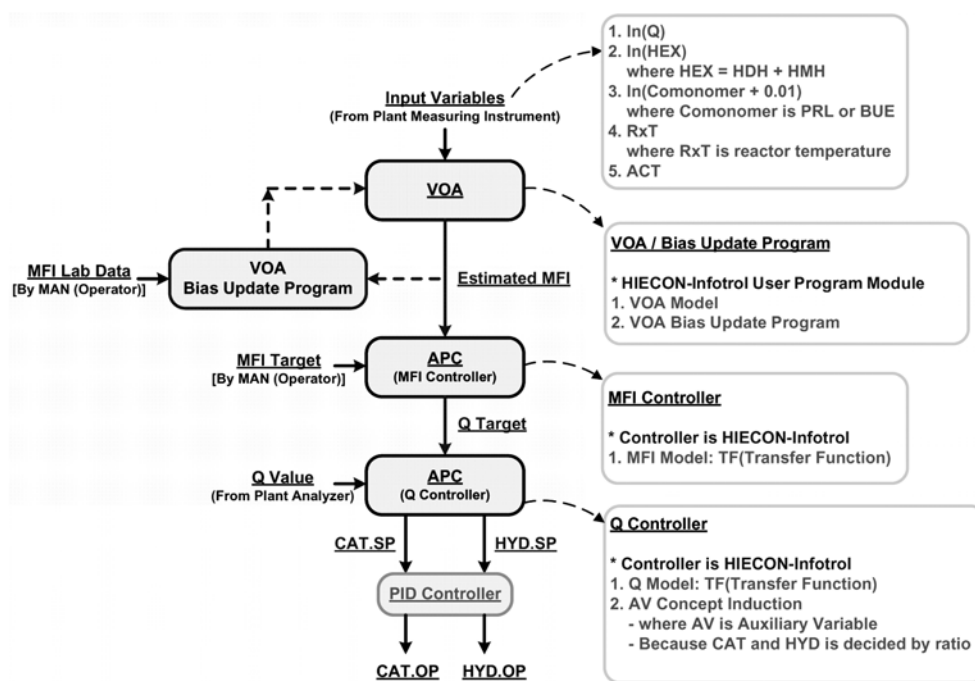 1. ln(Q)
2. ln(HEX)
where HEX = HDH + HMH
3. ln(Comonomer + 0.01)
where Comonomer is PRL or BUE
4. RxT
where RxT is reactor temperature
5. ACT
Input Variables
(From Plant Measuring Instrument)
VOA
VOA / Bias Update Program
* HIECON-Infotrol User Program Module
1. VOA Model
2. VOA Bias Update Program
MFI Lab Data
[By MAN (Operator)]
VOA
Bias Update Program
Estimated MFI
MFI Target
[By MAN (Operator)]
APC
(MFI Controller)
MFI Controller
* Controller is HIECON-Infotrol
1. MFI Model: TF(Transfer Function)
Q Target
Q Value
(From Plant Analyzer)
APC
(Q Controller)
Q Controller
* Controller is HIECON-Infotrol
1. Q Model: TF(Transfer Function)
2. AV Concept Induction
- where AV is Auxiliary Variable
- Because CAT and HYD is decided by ratio
CAT.SP
HYD.SP
PID Controller
CAT.OP
HYD.OP